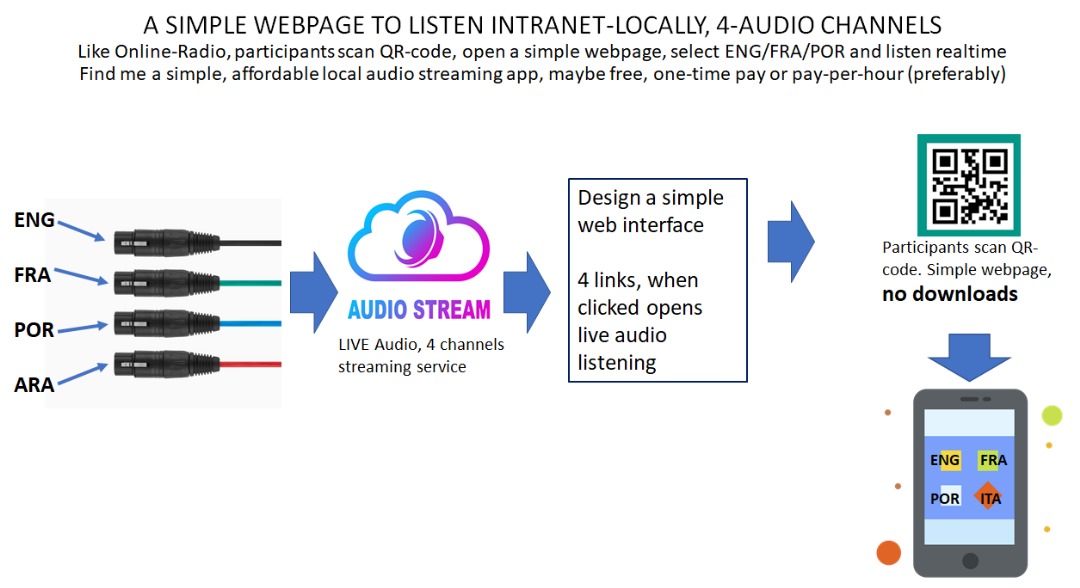 A SIMPLE WEBPAGE TO LISTEN INTRANET-LOCALLY, 4-AUDIO CHANNELS
Like Online-Radio, participants scan QR-code, open a simple webpage, select ENG/FRA/POR and listen realtime
Find me a simple, affordable local audio streaming app, maybe free, one-time pay or pay-per-hour (preferably)
ENG
FRA
POR
ARA
AUDIO STREAM
LIVE Audio, 4 channels
streaming service
Design a simple
web interface
4 links, when
clicked opens
live audio
listening
Participants scan QR-
code. Simple webpage,
no downloads
ENG FRA
POR ITA